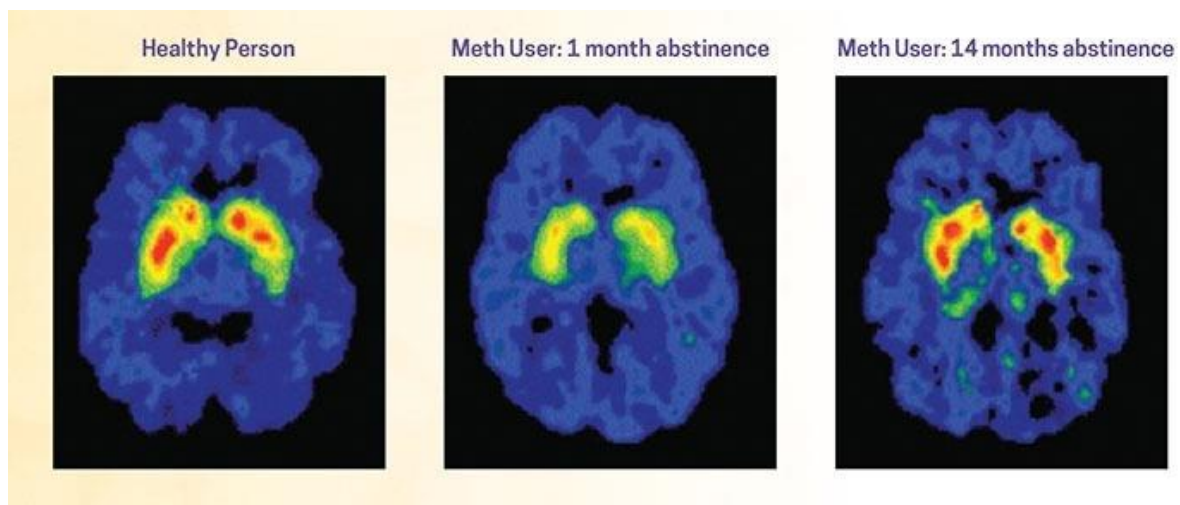 Healthy Person
Meth User: 1 month abstinence
Meth User: 14 months abstinence